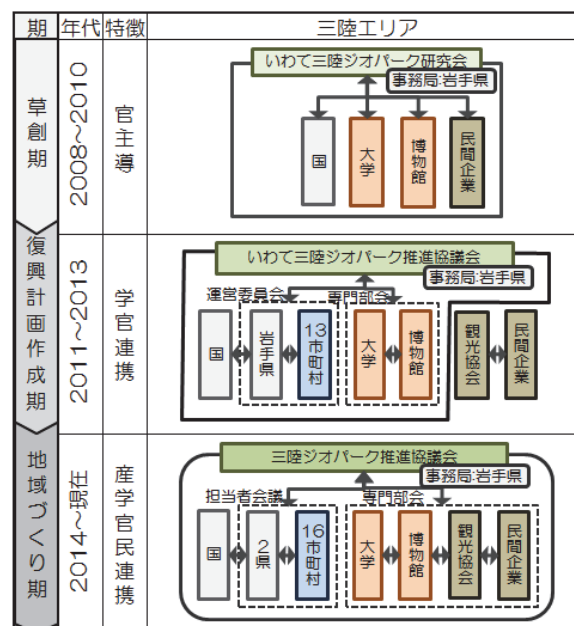 期 年代 特徴 三陸エリア
草創期
2008～2010
官主導
いわて三陸ジオパーク研究会
事務局:岩手県
国
大学
博物館
民間企業
復興計画作成期
2011～2013
学官連携
いわて三陸ジオパーク推進協議会
事務局:岩手県
運営委員会
専門部会
国
岩手県
13市町村
大学
博物館
観光協会
民間企業
地域づくり期
2014～現在
産学官民連携
三陸ジオパーク推進協議会
事務局:岩手県
担当者会議
専門部会
国
2県
16市町村
大学
博物館
観光協会
民間企業